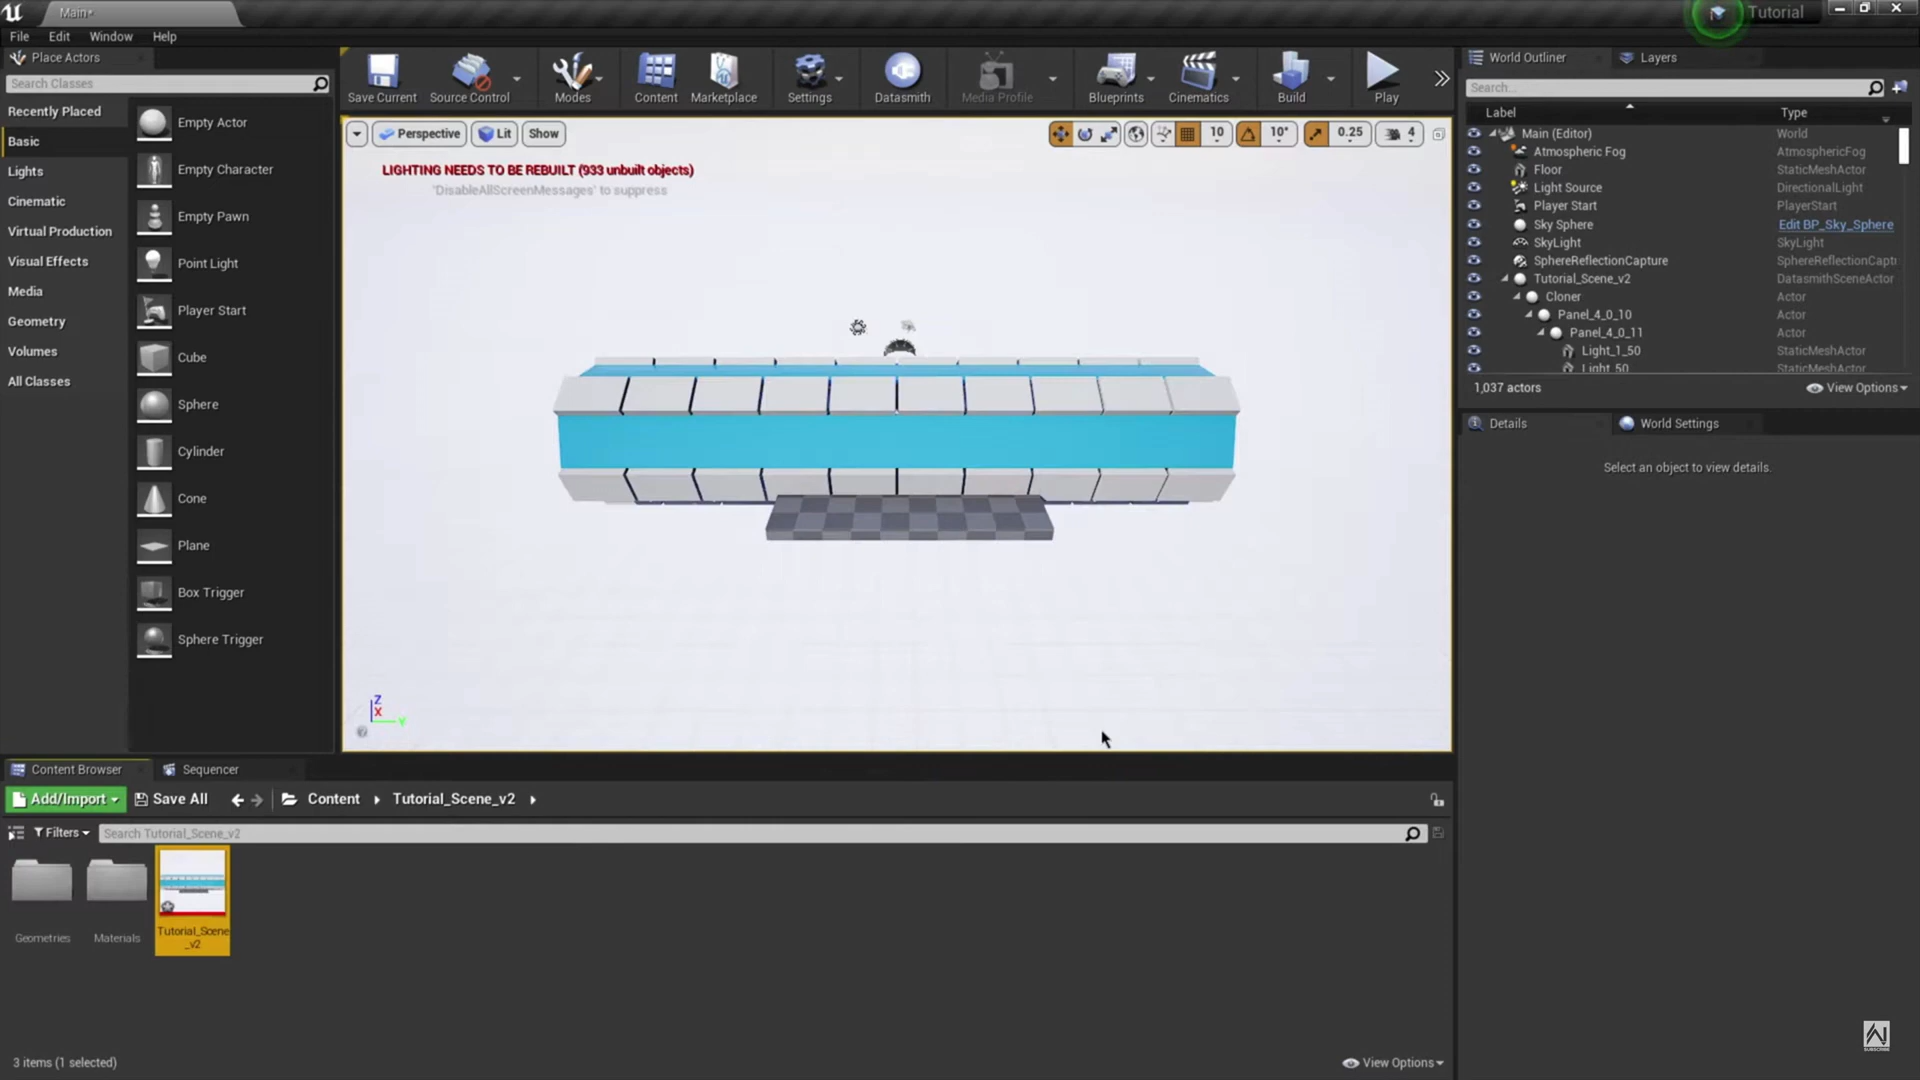 Main*
Tutorial
File Edit Window Help
Place Actors
Search Classes
Recently Placed
Basic
Lights
Cinematic
Virtual Production
Visual Effects
Media
Geometry
Volumes
All Classes
Empty Actor
Empty Character
Empty Pawn
Point Light
Player Start
Cube
Sphere
Cylinder
Cone
Plane
Box Trigger
Sphere Trigger
Save Current Source Control Modes Content Marketplace Settings Datasmith Media Profile Blueprints Cinematics Build Play
Perspective Lit Show 10 10° 0.25 4
LIGHTING NEEDS TO BE REBUILT (933 unbuilt objects)
'DisableAllScreenMessages' to suppress
Z
X
Y
World Outliner Layers
Search...
Label Type
Main (Editor) World
Atmospheric Fog AtmosphericFog
Floor StaticMeshActor
Light Source DirectionalLight
Player Start PlayerStart
Sky Sphere Edit BP_Sky_Sphere
SkyLight SkyLight
SphereReflectionCapture SphereReflectionCaptu
Tutorial_Scene_v2 DatasmithSceneActor
Cloner Actor
Panel_4_0_10 Actor
Panel_4_0_11 Actor
Light_1_50 StaticMeshActor
Light_50 StaticMeshActor
1,037 actors View Options
Details World Settings
Select an object to view details.
Content Browser Sequencer
Add/Import Save All Content Tutorial_Scene_v2
Filters Search Tutorial_Scene_v2
Geometries
Materials
Tutorial_Scene
_v2
3 items (1 selected) View Options
SUBSCRIBE